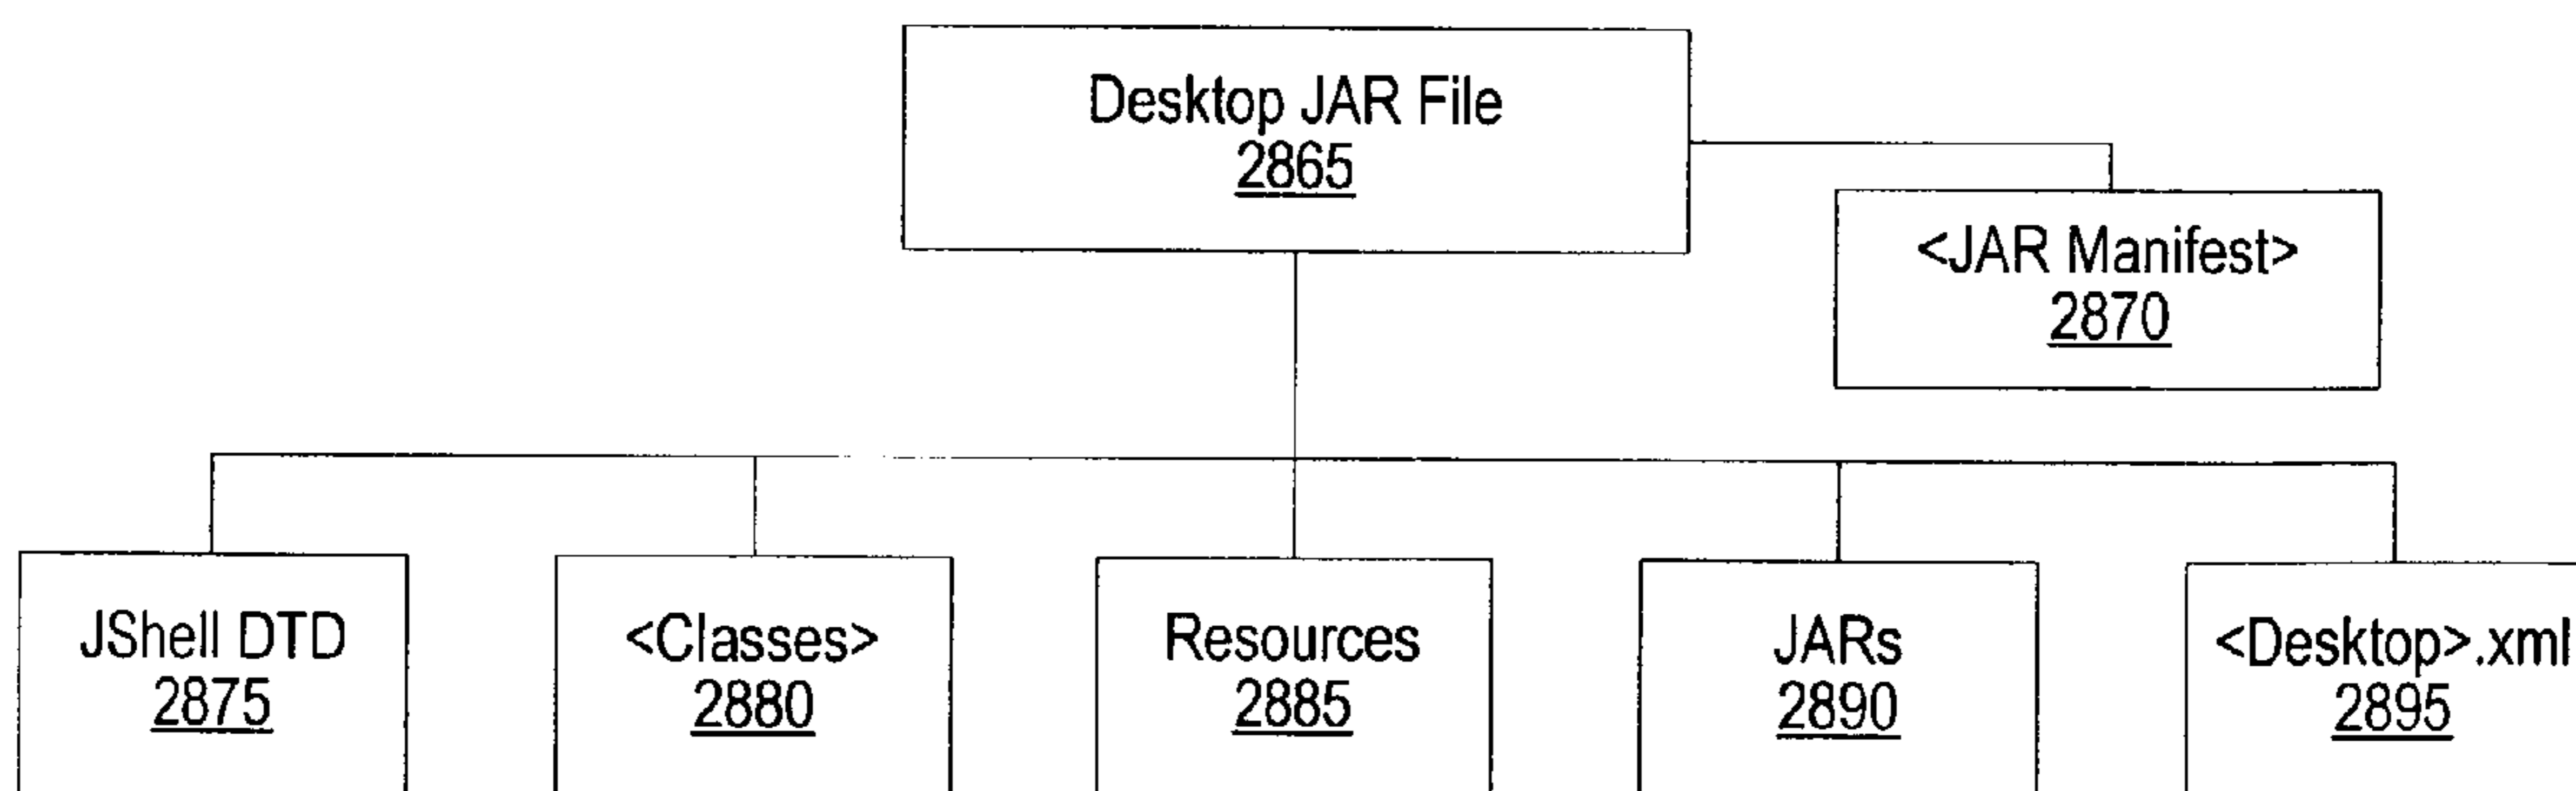 Desktop JAR File
2865
<JAR Manifest>
2870
JShell DTD
2875
<Classes>
2880
Resources
2885
JARs
2890
<Desktop>.xml
2895